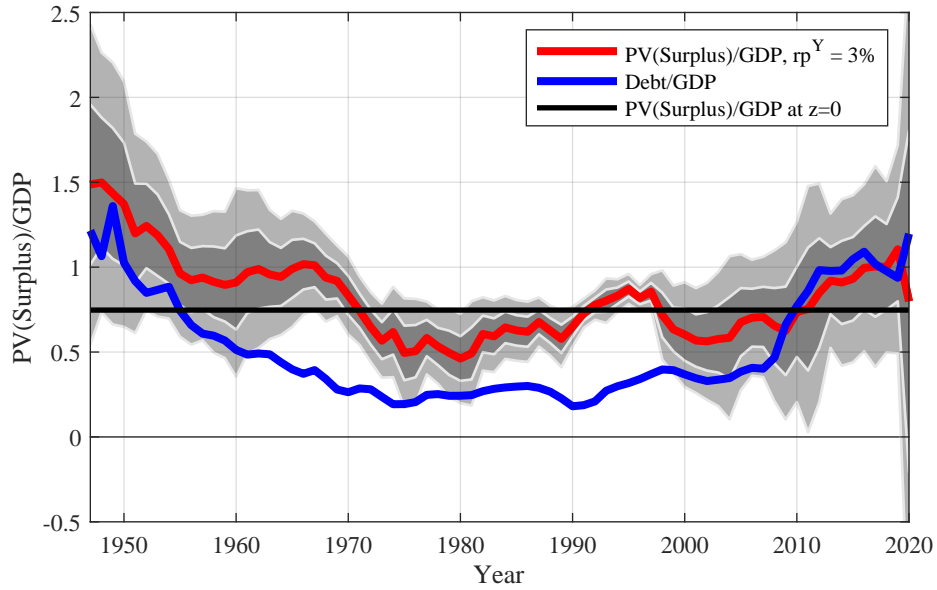 2.5
2
1.5
1
0.5
0
-0.5
PV(Surplus)/GDP
PV(Surplus)/GDP, rp^Y = 3%
Debt/GDP
PV(Surplus)/GDP at z=0
1950 1960 1970 1980 1990 2000 2010 2020
Year